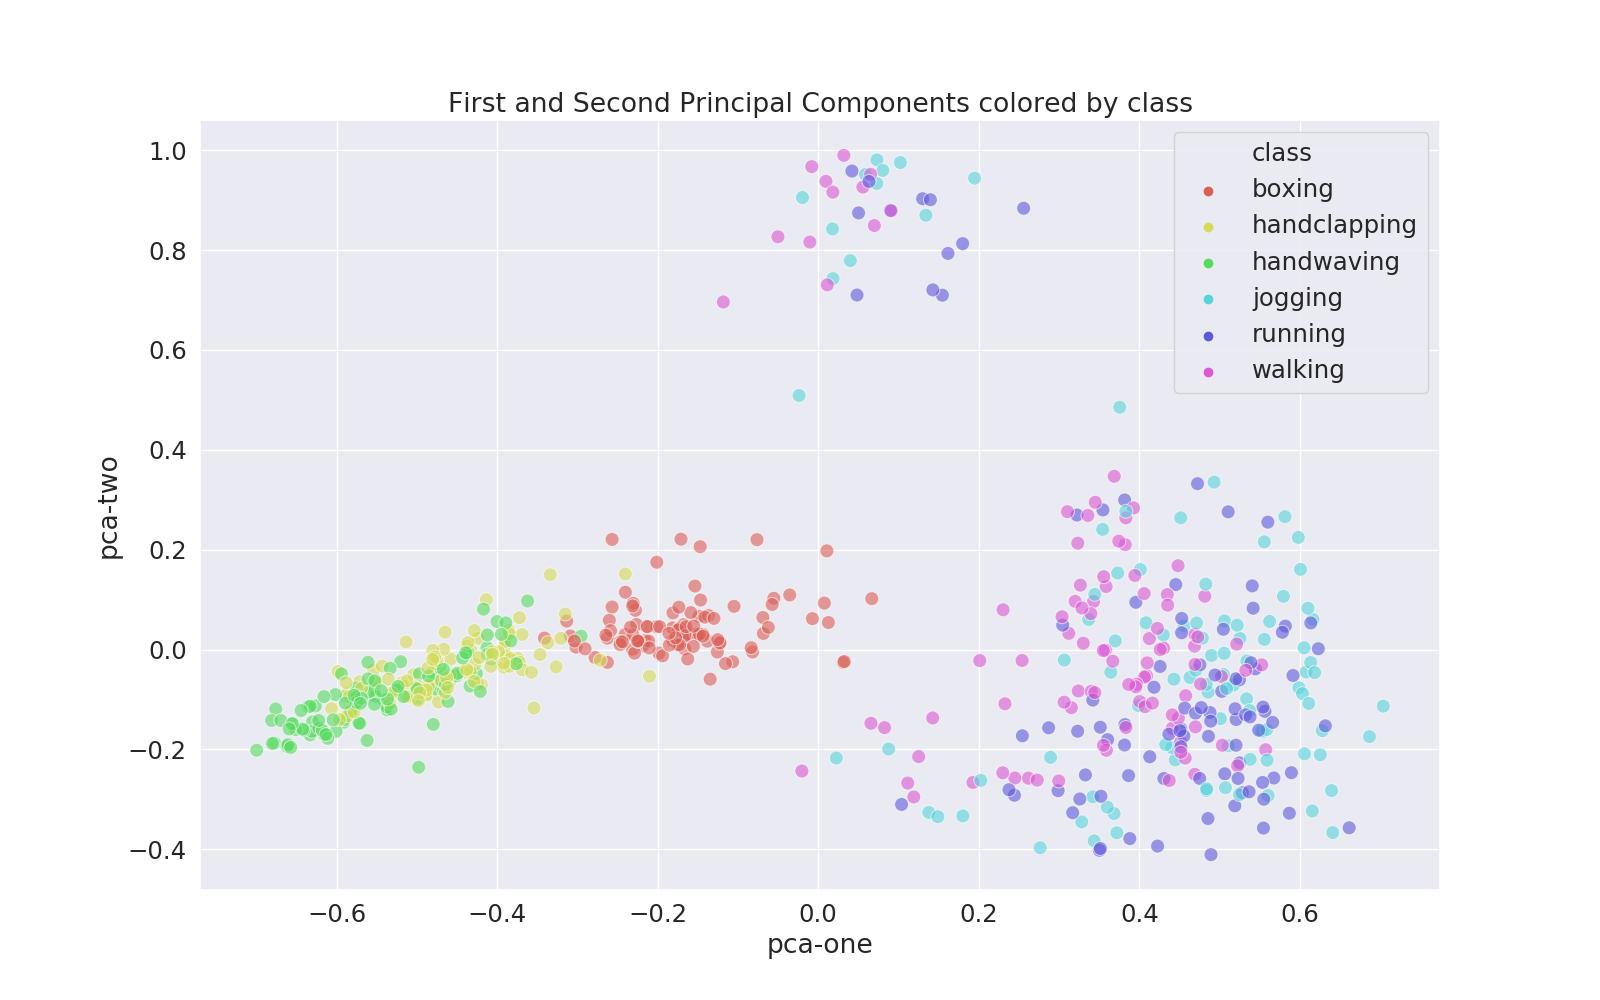 First and Second Principal Components colored by class
class
boxing
handclapping
handwaving
jogging
running
walking
pca-two
1.0
0.8
0.6
0.4
0.2
0.0
−0.2
−0.4
−0.6 −0.4 −0.2 0.0 0.2 0.4 0.6
pca-one